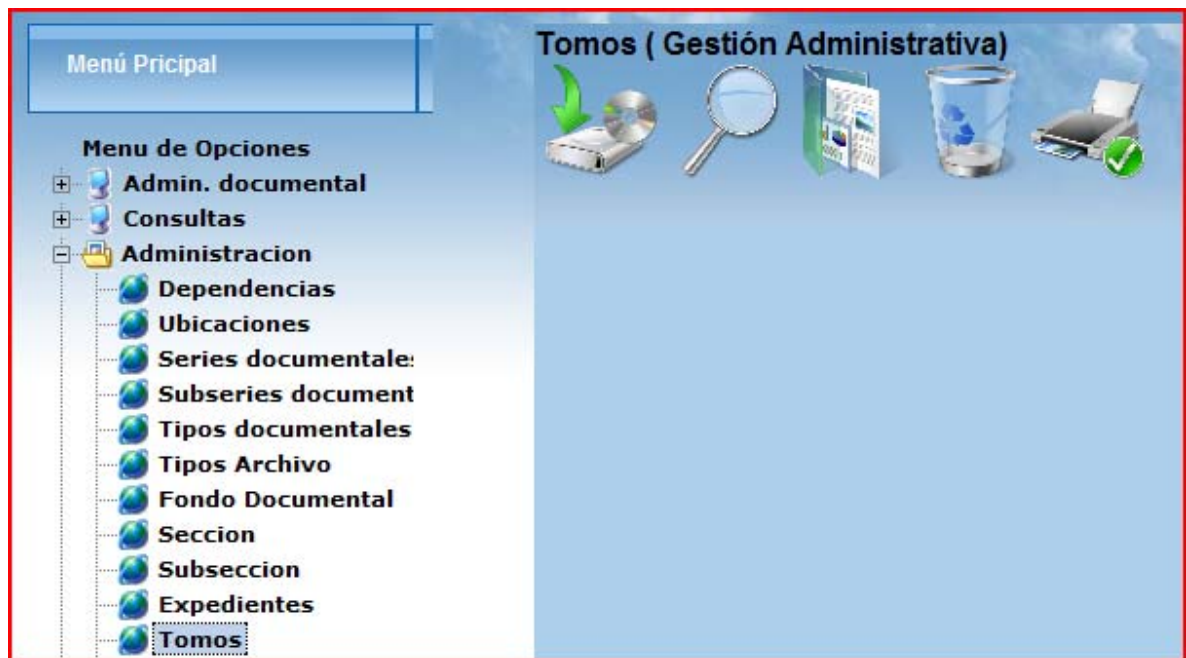 Menú Pricipal
Tomos ( Gestión Administrativa)
Menu de Opciones
Admin. documental
Consultas
Administracion
Dependencias
Ubicaciones
Series documentales
Subseries document
Tipos documentales
Tipos Archivo
Fondo Documental
Seccion
Subseccion
Expedientes
Tomos